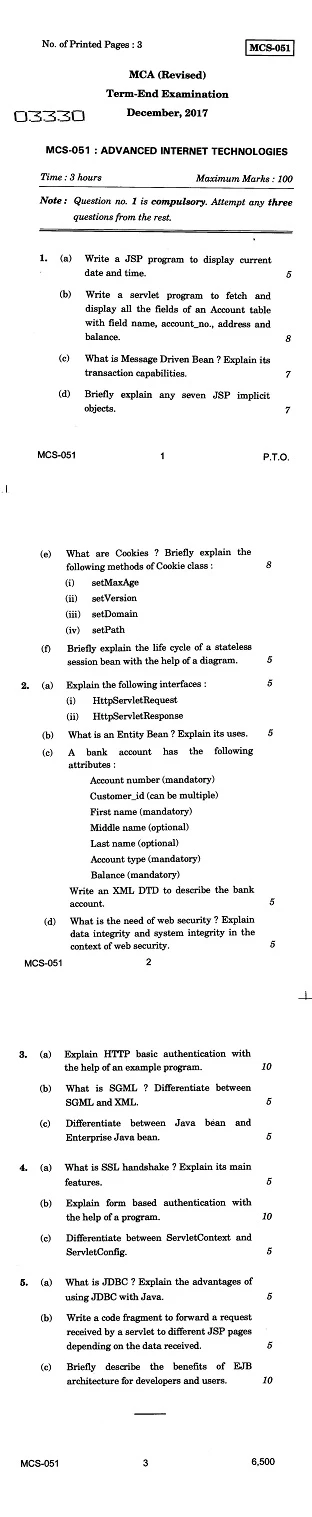 No. of Printed Pages : 3 MCS-051
MCA (Revised)
Term-End Examination
03330 December, 2017
MCS-051 : ADVANCED INTERNET TECHNOLOGIES
Time : 3 hours Maximum Marks : 100
Note : Question no. 1 is compulsory. Attempt any three
questions from the rest.
1. (a) Write a JSP program to display current
date and time. 5
(b) Write a servlet program to fetch and
display all the fields of an Account table
with field name, account_no., address and
balance. 8
(c) What is Message Driven Bean ? Explain its
transaction capabilities. 7
(d) Briefly explain any seven JSP implicit
objects. 7
MCS-051 1 P.T.O.
(e) What are Cookies ? Briefly explain the
following methods of Cookie class : 8
(i) setMaxAge
(ii) setVersion
(iii) setDomain
(iv) setPath
(f) Briefly explain the life cycle of a stateless
session bean with the help of a diagram. 5
2. (a) Explain the following interfaces : 5
(i) HttpServletRequest
(ii) HttpServletResponse
(b) What is an Entity Bean ? Explain its uses. 5
(c) A bank account has the following
attributes :
Account number (mandatory)
Customer_id (can be multiple)
First name (mandatory)
Middle name (optional)
Last name (optional)
Account type (mandatory)
Balance (mandatory)
Write an XML DTD to describe the bank
account. 5
(d) What is the need of web security ? Explain
data integrity and system integrity in the
context of web security. 5
MCS-051 2
3. (a) Explain HTTP basic authentication with
the help of an example program. 10
(b) What is SGML ? Differentiate between
SGML and XML. 5
(c) Differentiate between Java bean and
Enterprise Java bean. 5
4. (a) What is SSL handshake ? Explain its main
features. 5
(b) Explain form based authentication with
the help of a program. 10
(c) Differentiate between ServletContext and
ServletConfig. 5
5. (a) What is JDBC ? Explain the advantages of
using JDBC with Java. 5
(b) Write a code fragment to forward a request
received by a servlet to different JSP pages
depending on the data received. 5
(c) Briefly describe the benefits of EJB
architecture for developers and users. 10
MCS-051 3 6,500